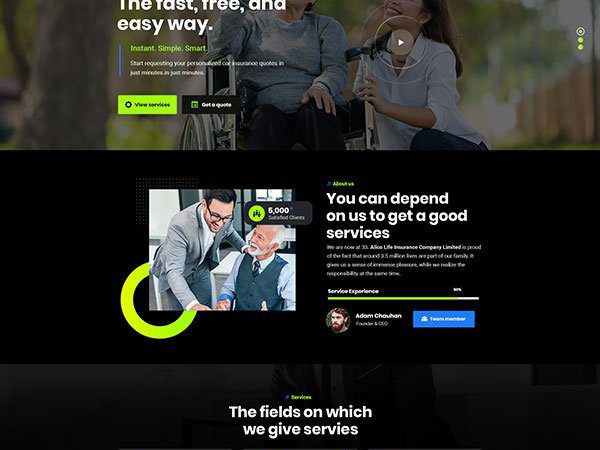 The fast, free, and
easy way.
Instant. Simple. Smart.
Start requesting your personalized car insurance quotes in
just minutes.in just minutes.
View services
Get a quote
// About us
You can depend
on us to get a good
services
5,000+
Satisfied Clients
We are now at 33. Alico Life Insurance Company Limited is proud
of the fact that around 3.5 million lives are part of our family. It
gives us a sense of immence pleasure, while we realize the
responsibility at the same time.
Service Experience
90%
Adam Chauhan
Founder & CEO
Team member
// Services
The fields on which
we give servies